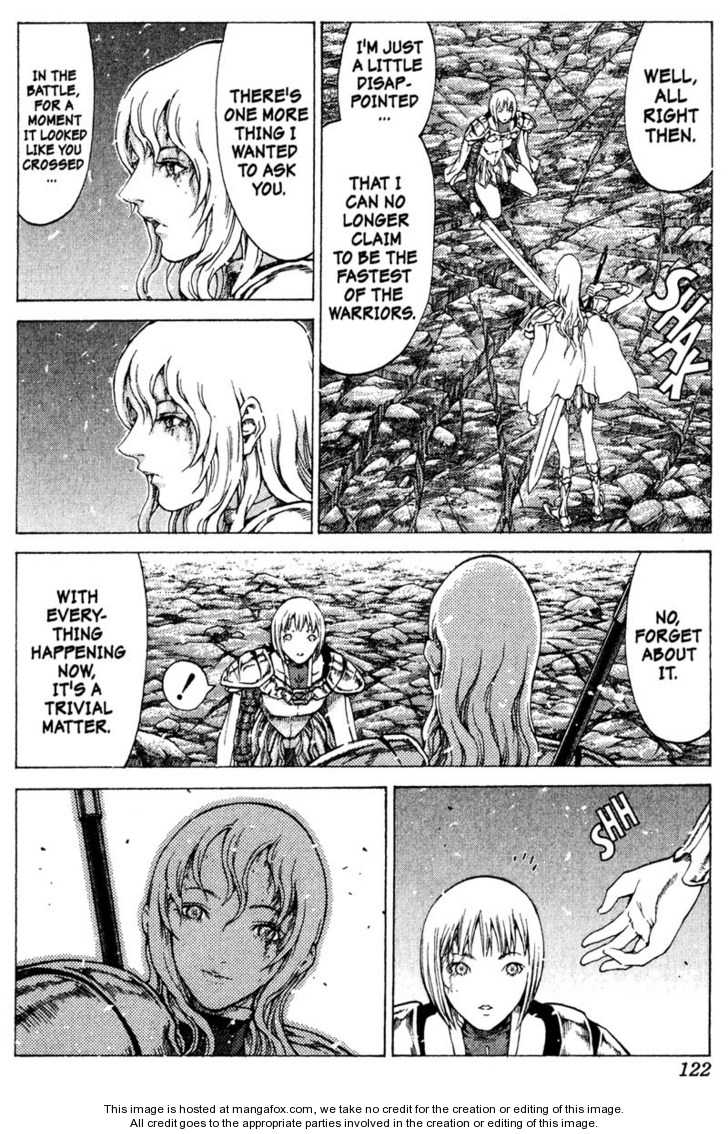 WELL,
ALL
RIGHT
THEN.
I'M JUST
A LITTLE
DISAP-
POINTED
...
THAT I
CAN NO
LONGER
CLAIM
TO BE THE
FASTEST
OF THE
WARRIORS.
SHAK
THERE'S
ONE MORE
THING I
WANTED
TO ASK
YOU.
IN THE
BATTLE,
FOR A
MOMENT
IT LOOKED
LIKE YOU
CROSSED
...
NO,
FORGET
ABOUT
IT.
!
WITH
EVERY-
THING
HAPPENING
NOW,
IT'S A
TRIVIAL
MATTER.
SHH
122
This image is hosted at mangafox.com, we take no credit for the creation or editing of this image.
All credit goes to the appropriate parties involved in the creation or editing of this image.